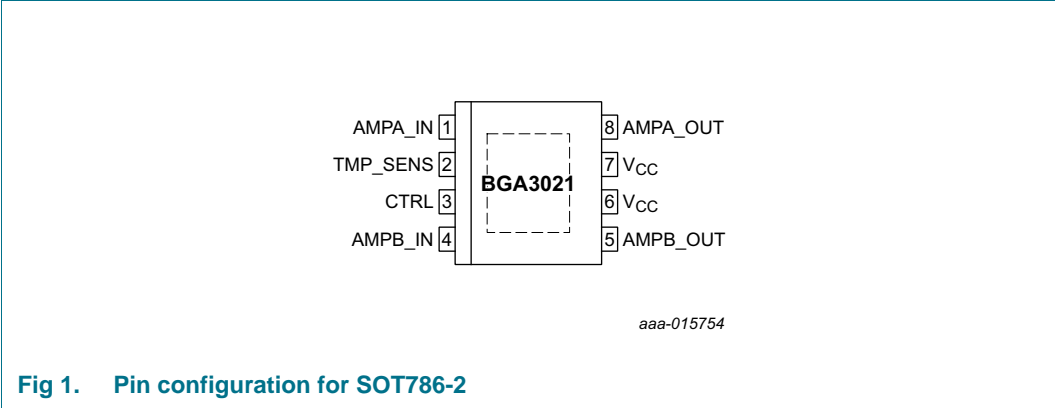 AMPA_IN 1 8 AMPA_OUT
TMP_SENS 2 7 VCC
BGA3021
CTRL 3 6 VCC
AMPB_IN 4 5 AMPB_OUT
aaa-015754
Fig 1. Pin configuration for SOT786-2